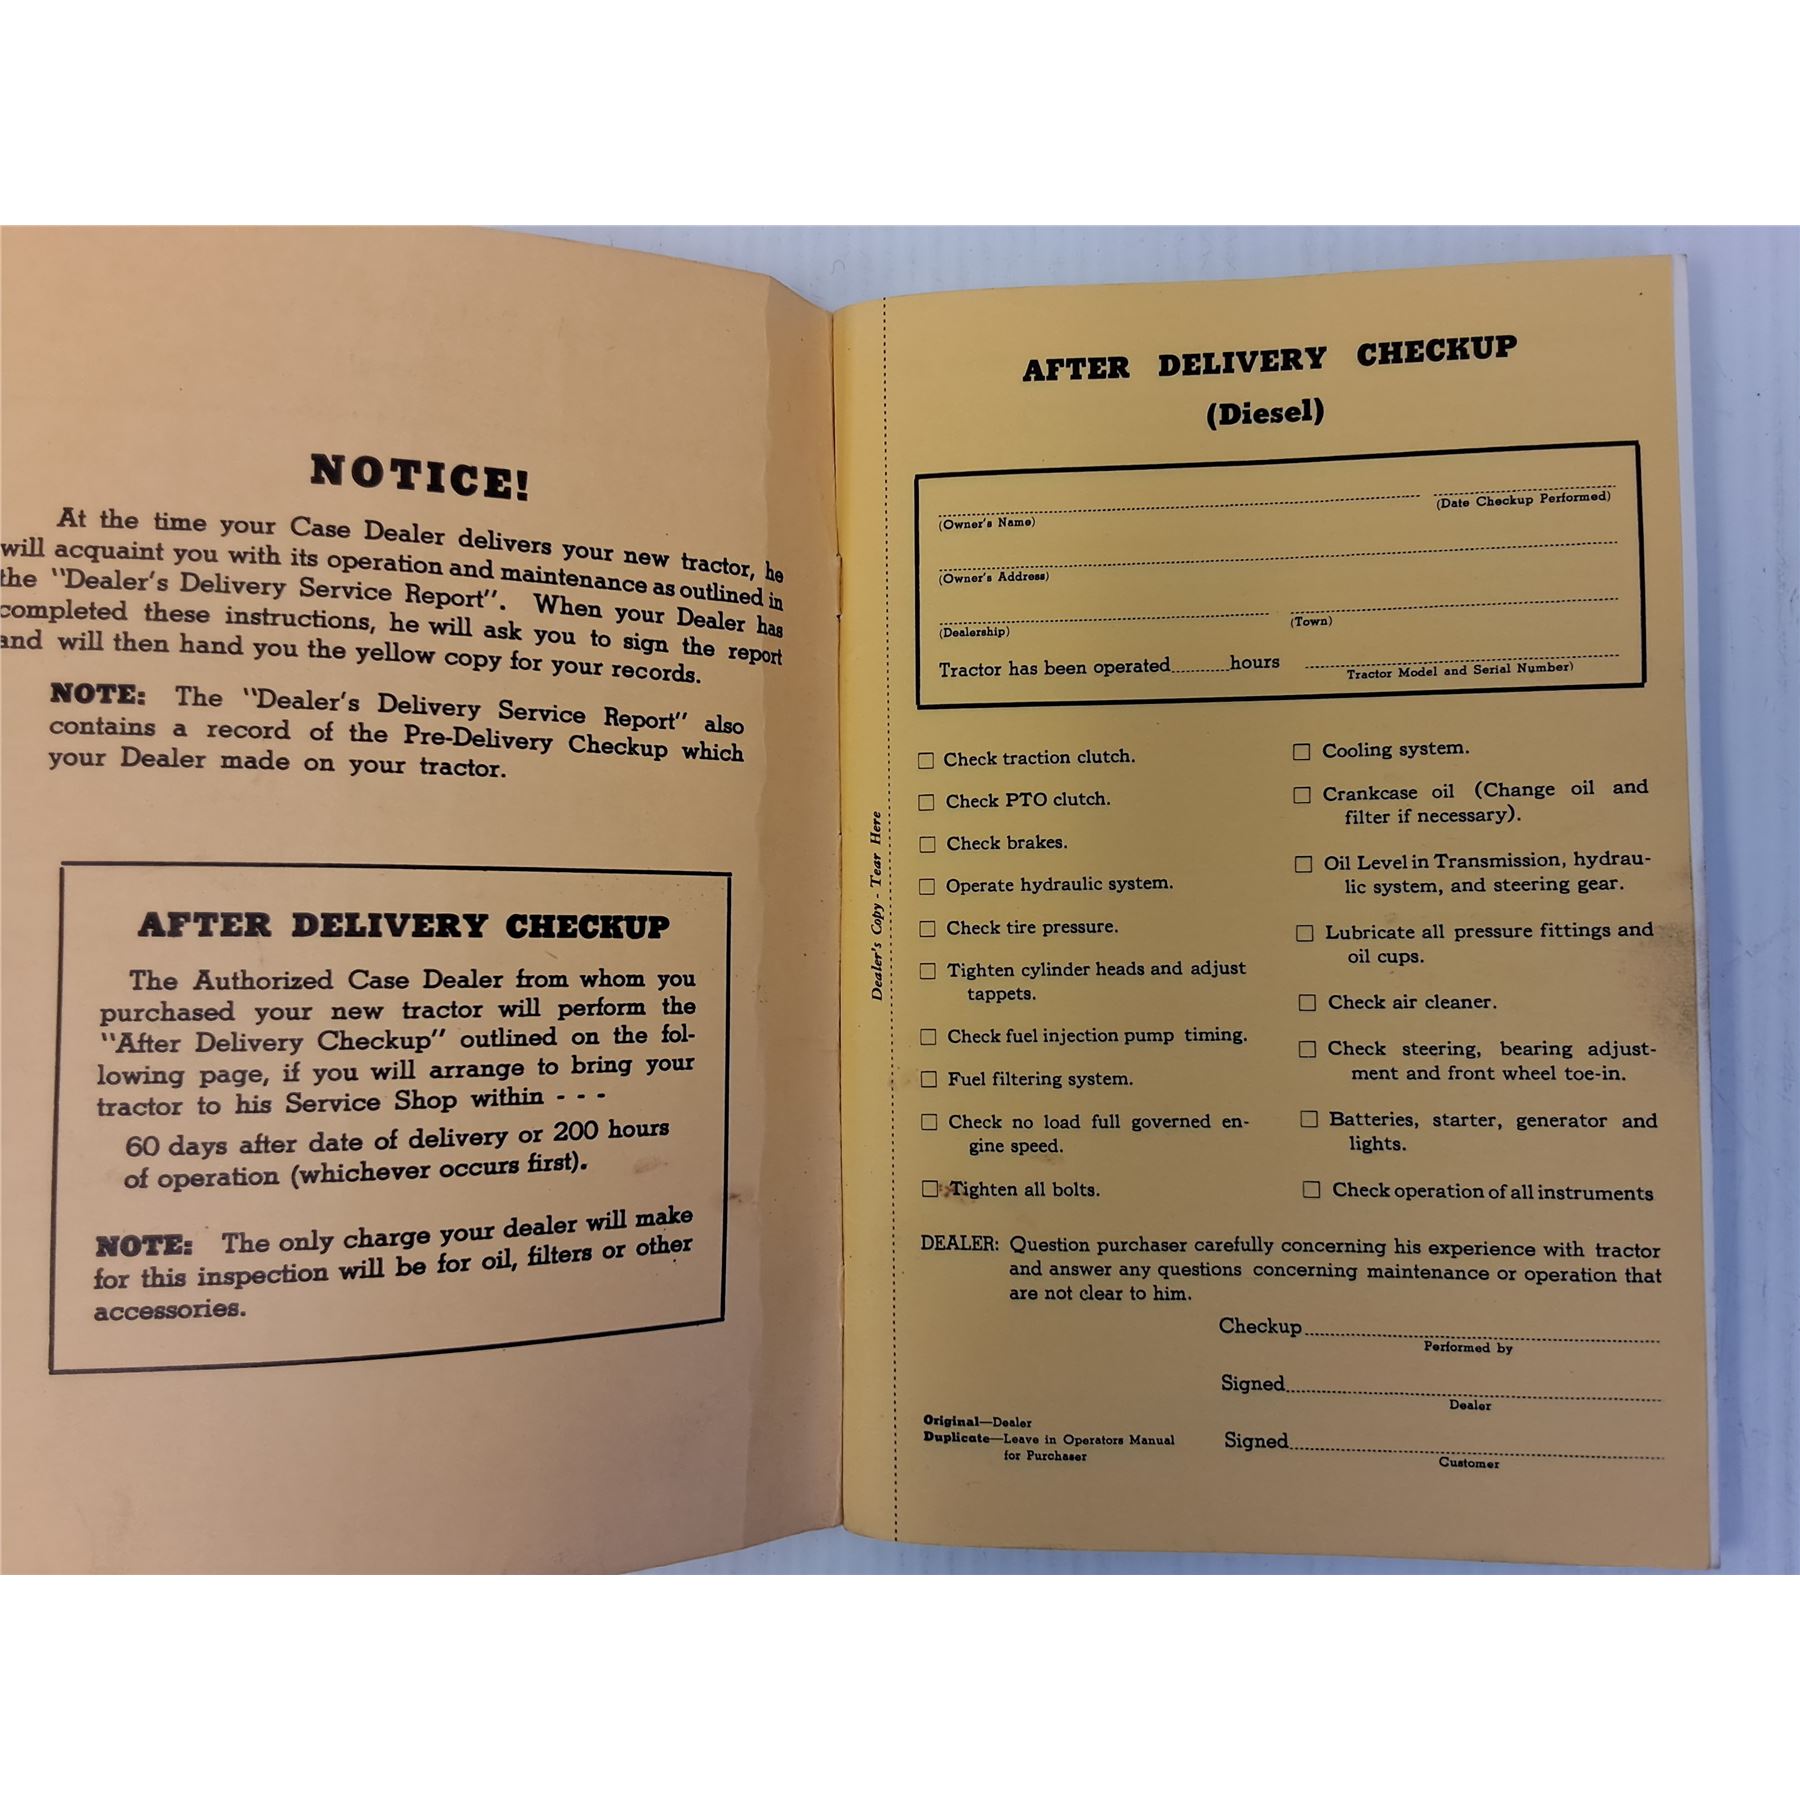 NOTICE!
At the time your Case Dealer delivers your new tractor, he
will acquaint you with its operation and maintenance as outlined in
the "Dealer's Delivery Service Report". When your Dealer has
completed these instructions, he will ask you to sign the report
and will then hand you the yellow copy for your records.
NOTE: The "Dealer's Delivery Service Report" also
contains a record of the Pre-Delivery Checkup which
your Dealer made on your tractor.
AFTER DELIVERY CHECKUP
The Authorized Case Dealer from whom you
purchased your new tractor will perform the
"After Delivery Checkup" outlined on the fol-
lowing page, if you will arrange to bring your
tractor to his Service Shop within - - -
60 days after date of delivery or 200 hours
of operation (whichever occurs first).
NOTE: The only charge your dealer will make
for this inspection will be for oil, filters or other
accessories.
Dealer's Copy - Tear Here
AFTER DELIVERY CHECKUP
(Diesel)
(Owner's Name)
(Date Checkup Performed)
(Owner's Address)
(Dealership)
(Town)
Tractor has been operated........hours
Tractor Model and Serial Number)
Check traction clutch.
Check PTO clutch.
Check brakes.
Operate hydraulic system.
Check tire pressure.
Tighten cylinder heads and adjust
tappets.
Check fuel injection pump timing.
Fuel filtering system.
Check no load full governed en-
gine speed.
Tighten all bolts.
Cooling system.
Crankcase oil (Change oil and
filter if necessary).
Oil Level in Transmission, hydrau-
lic system, and steering gear.
Lubricate all pressure fittings and
oil cups.
Check air cleaner.
Check steering, bearing adjust-
ment and front wheel toe-in.
Batteries, starter, generator and
lights.
Check operation of all instruments
DEALER: Question purchaser carefully concerning his experience with tractor
and answer any questions concerning maintenance or operation that
are not clear to him.
Checkup
Performed by
Signed
Dealer
Signed
Customer
Original—Dealer
Duplicate—Leave in Operators Manual
for Purchaser